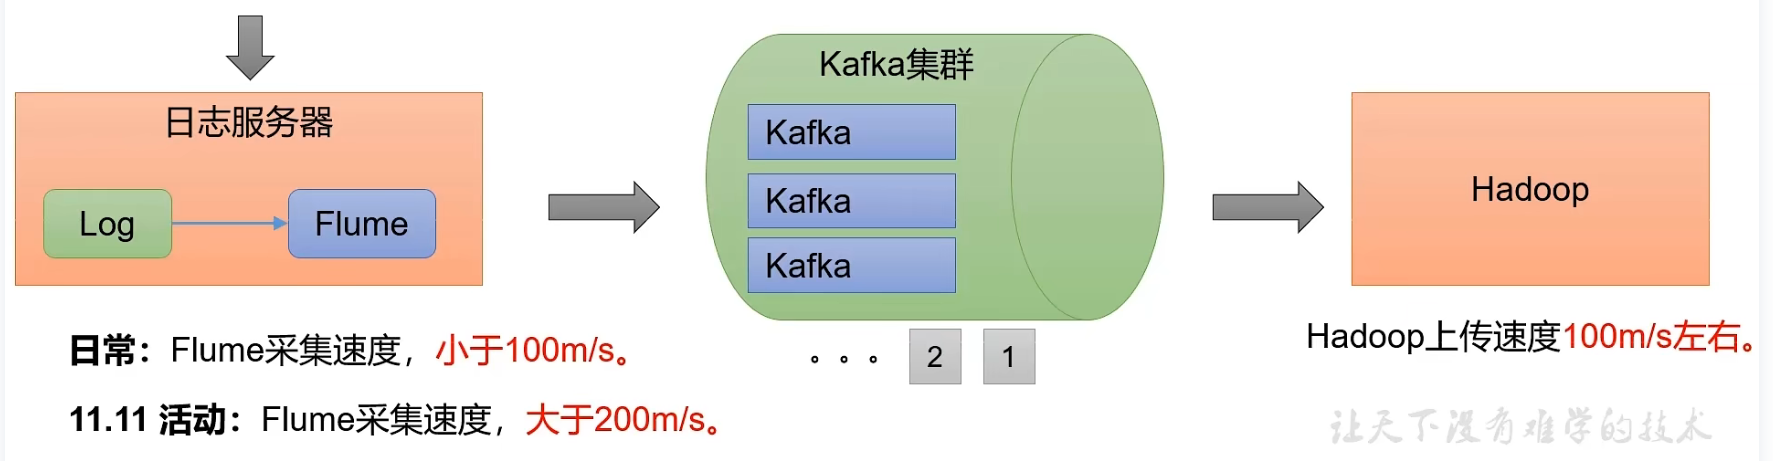 日志服务器
Log
Flume
Kafka集群
Kafka
Kafka
Kafka
。。。 2 1
Hadoop
日常：Flume采集速度，小于100m/s。
11.11 活动：Flume采集速度，大于200m/s。
Hadoop上传速度100m/s左右。
让天下没有难学的技术